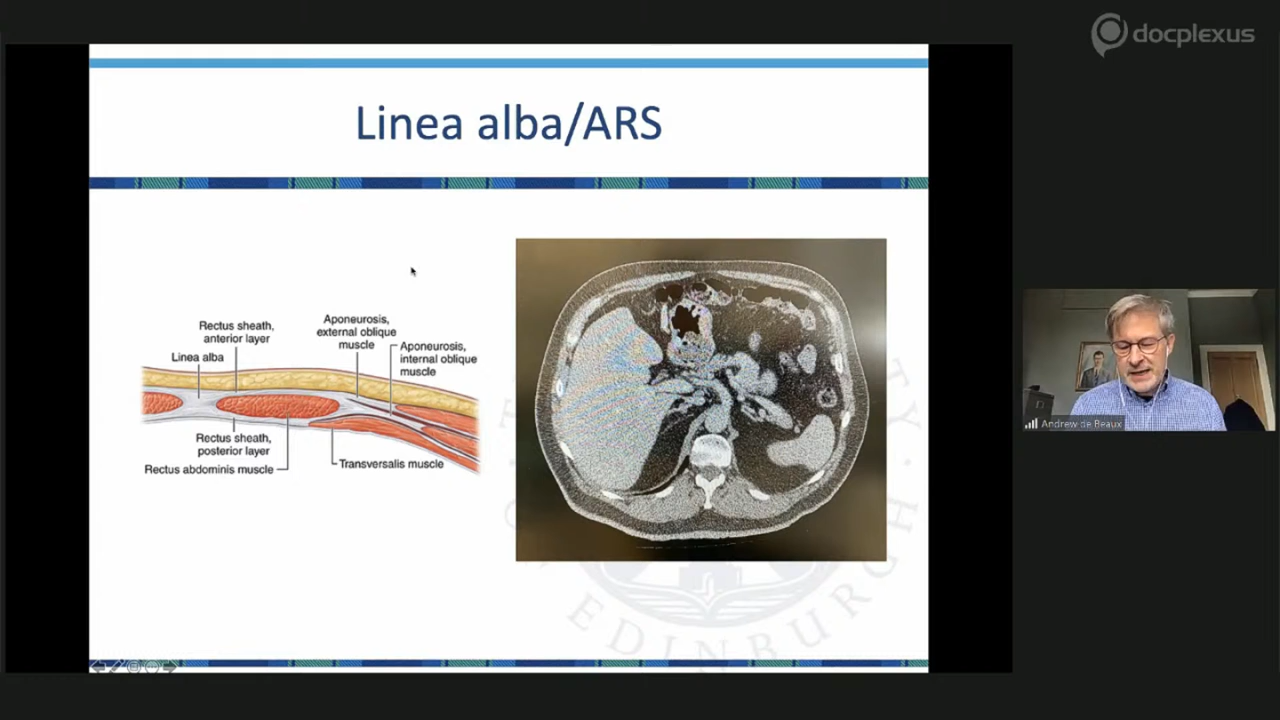 docplexus
Linea alba/ARS
Rectus sheath,
anterior layer
Linea alba
Aponeurosis,
external oblique
muscle
Aponeurosis,
internal oblique
muscle
Rectus sheath,
posterior layer
Rectus abdominis muscle
Transversalis muscle
EDINBURGH
Andrew de Beaux